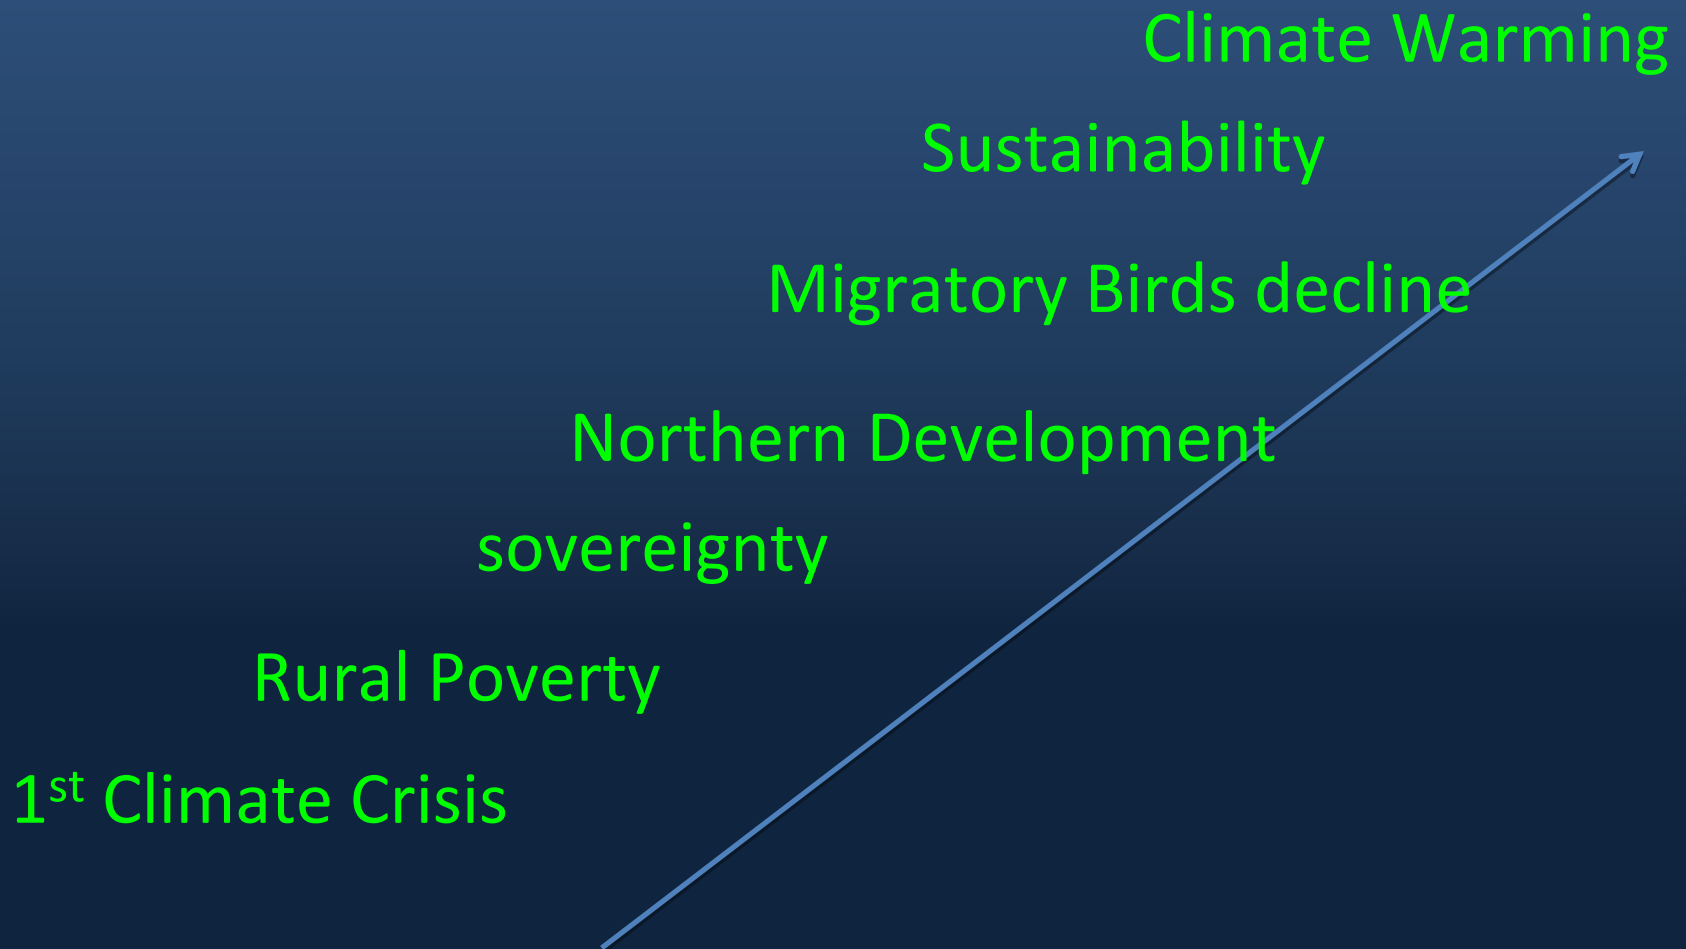 Climate Warming
Sustainability
Migratory Birds decline
Northern Development
sovereignty
Rural Poverty
1st Climate Crisis